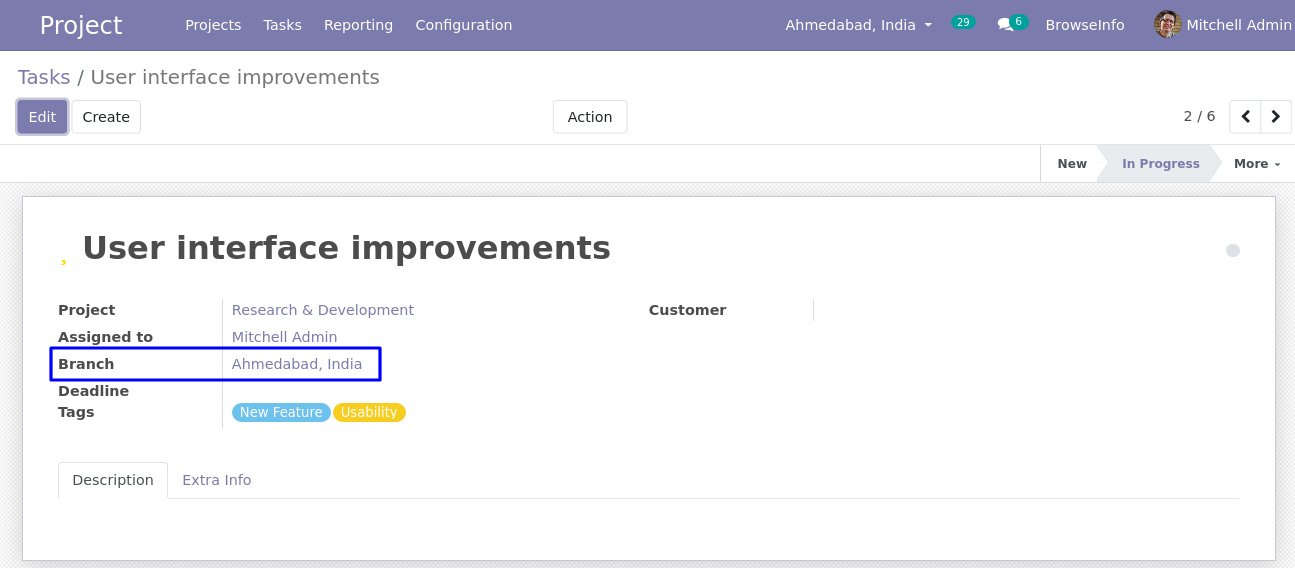 Project Projects Tasks Reporting Configuration Ahmedabad, India 29 6 BrowseInfo Mitchell Admin
Tasks / User interface improvements
Edit Create Action 2 / 6
New In Progress More
User interface improvements
Project Research & Development Customer
Assigned to Mitchell Admin
Branch Ahmedabad, India
Deadline
Tags New Feature Usability
Description Extra Info